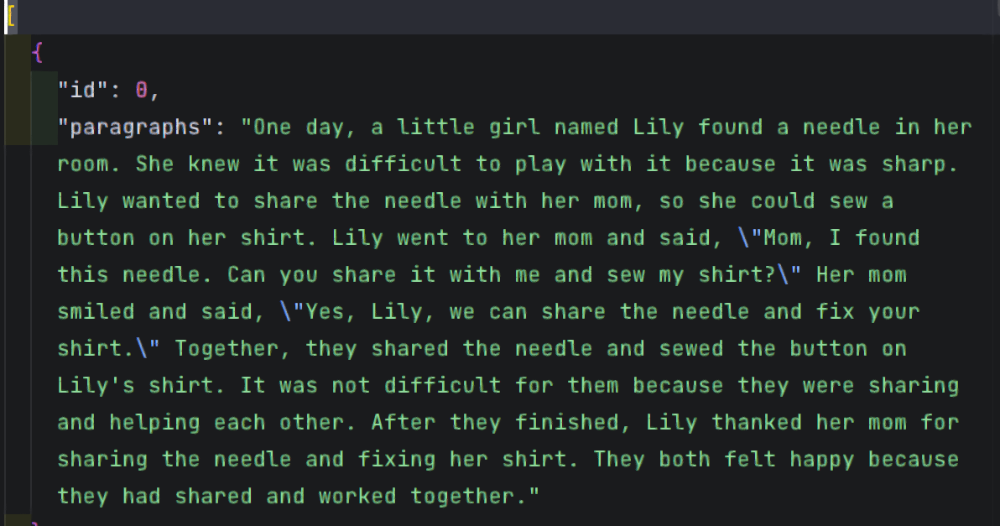 [
{
"id": 0,
"paragraphs": "One day, a little girl named Lily found a needle in her
room. She knew it was difficult to play with it because it was sharp.
Lily wanted to share the needle with her mom, so she could sew a
button on her shirt. Lily went to her mom and said, \"Mom, I found
this needle. Can you share it with me and sew my shirt?\" Her mom
smiled and said, \"Yes, Lily, we can share the needle and fix your
shirt.\" Together, they shared the needle and sewed the button on
Lily's shirt. It was not difficult for them because they were sharing
and helping each other. After they finished, Lily thanked her mom for
sharing the needle and fixing her shirt. They both felt happy because
they had shared and worked together."